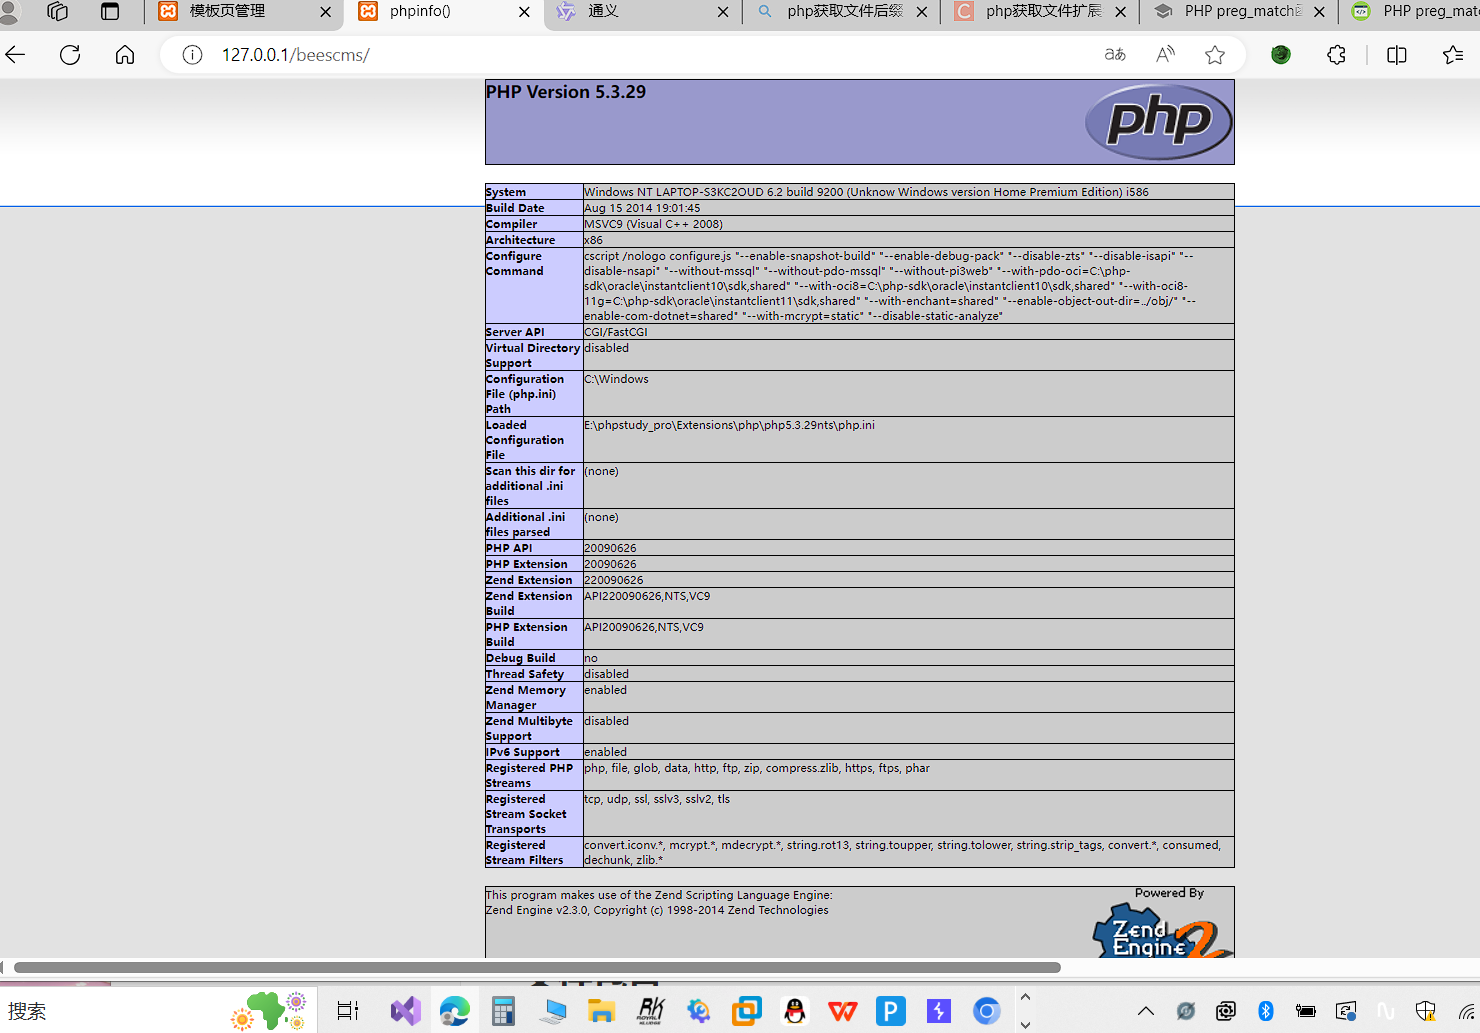 模板页管理
phpinfo()
通义
php获取文件后缀
php获取文件扩展
PHP preg_match
PHP preg_mat
127.0.0.1/beescms/
PHP Version 5.3.29
php
System Windows NT LAPTOP-S3KC2OUD 6.2 build 9200 (Unknow Windows version Home Premium Edition) i586
Build Date Aug 15 2014 19:01:45
Compiler MSVC9 (Visual C++ 2008)
Architecture x86
Configure cscript /nologo configure.js "--enable-snapshot-build" "--enable-debug-pack" "--disable-zts" "--disable-isapi" "--
Command disable-nsapi" "--without-mssql" "--without-pdo-mssql" "--without-pi3web" "--with-pdo-oci=C:\php-
sdk\oracle\instantclient10\sdk,shared" "--with-oci8=C:\php-sdk\oracle\instantclient10\sdk,shared" "--with-oci8-
11g=C:\php-sdk\oracle\instantclient11\sdk,shared" "--with-enchant=shared" "--enable-object-out-dir=../obj/" "--
enable-com-dotnet=shared" "--with-mcrypt=static" "--disable-static-analyze"
Server API CGI/FastCGI
Virtual Directory disabled
Support
Configuration C:\Windows
File (php.ini)
Path
Loaded E:\phpstudy_pro\Extensions\php\php5.3.29nts\php.ini
Configuration
File
Scan this dir for (none)
additional .ini
files
Additional .ini (none)
files parsed
PHP API 20090626
PHP Extension 20090626
Zend Extension 220090626
Zend Extension API220090626,NTS,VC9
Build
PHP Extension API20090626,NTS,VC9
Build
Debug Build no
Thread Safety disabled
Zend Memory enabled
Manager
Zend Multibyte disabled
Support
IPv6 Support enabled
Registered PHP php, file, glob, data, http, ftp, zip, compress.zlib, https, ftps, phar
Streams
Registered tcp, udp, ssl, sslv3, sslv2, tls
Stream Socket
Transports
Registered convert.iconv.*, mcrypt.*, mdecrypt.*, string.rot13, string.toupper, string.tolower, string.strip_tags, convert.*, consumed,
Stream Filters dechunk, zlib.*
This program makes use of the Zend Scripting Language Engine:
Zend Engine v2.3.0, Copyright (c) 1998-2014 Zend Technologies
Powered By
Zend
Engine 2
搜索